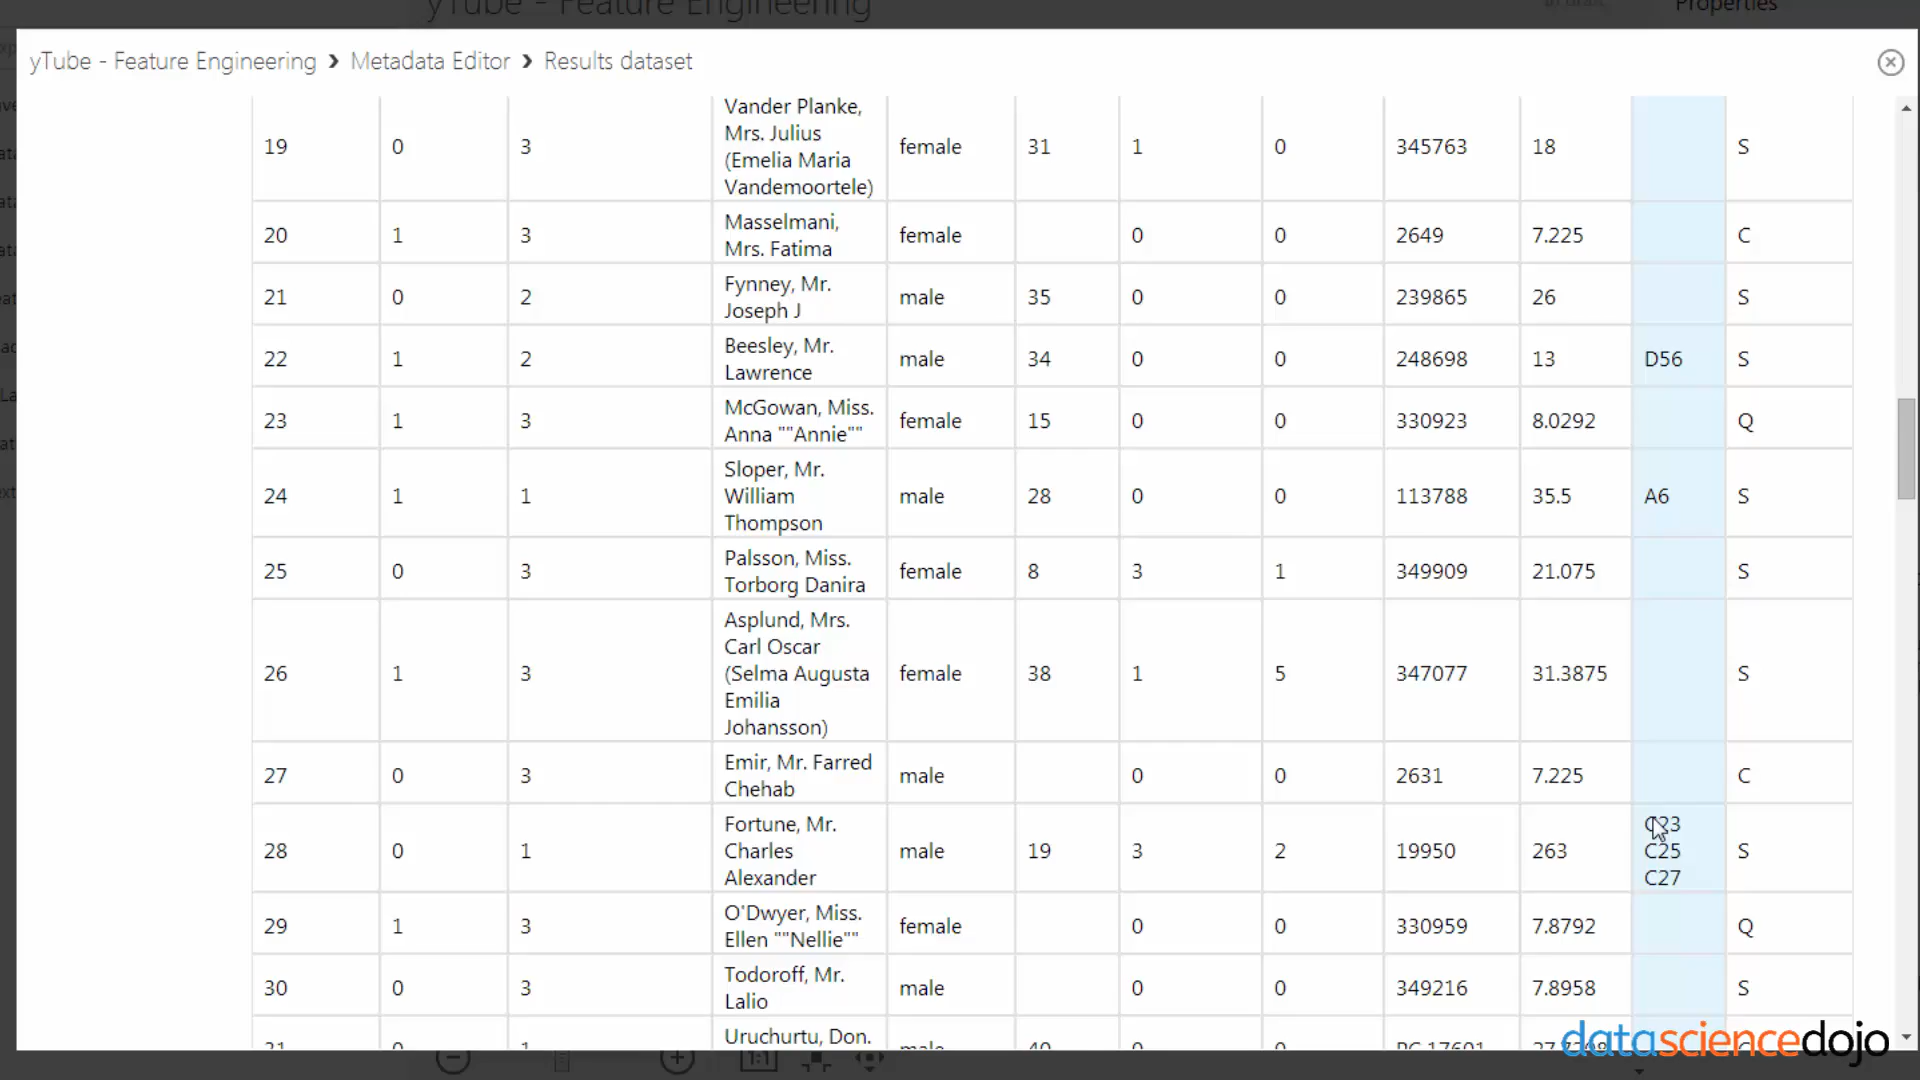 yTube - Feature Engineering
Properties
yTube - Feature Engineering › Metadata Editor › Results dataset
19 0 3 Vander Planke, Mrs. Julius (Emelia Maria Vandemoortele) female 31 1 0 345763 18 S
20 1 3 Masselmani, Mrs. Fatima female 0 0 2649 7.225 C
21 0 2 Fynney, Mr. Joseph J male 35 0 0 239865 26 S
22 1 2 Beesley, Mr. Lawrence male 34 0 0 248698 13 D56 S
23 1 3 McGowan, Miss. Anna ""Annie"" female 15 0 0 330923 8.0292 Q
24 1 1 Sloper, Mr. William Thompson male 28 0 0 113788 35.5 A6 S
25 0 3 Palsson, Miss. Torborg Danira female 8 3 1 349909 21.075 S
26 1 3 Asplund, Mrs. Carl Oscar (Selma Augusta Emilia Johansson) female 38 1 5 347077 31.3875 S
27 0 3 Emir, Mr. Farred Chehab male 0 0 2631 7.225 C
28 0 1 Fortune, Mr. Charles Alexander male 19 3 2 19950 263 C23 C25 C27 S
29 1 3 O'Dwyer, Miss. Ellen ""Nellie"" female 0 0 330959 7.8792 Q
30 0 3 Todoroff, Mr. Lalio male 0 0 349216 7.8958 S
31 0 1 Uruchurtu, Don. male 40 0 0 PC 17601
datasciencedojo
1:1